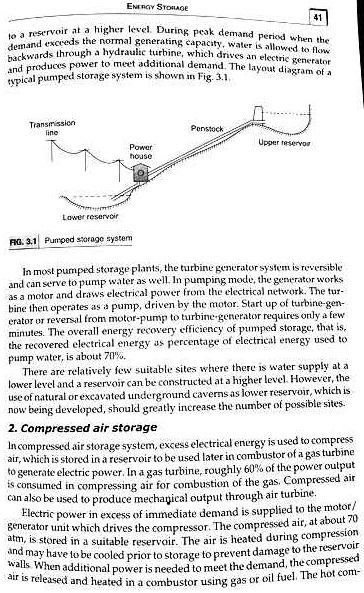 ENERGY STORAGE
41
to a reservoir at a higher level. During peak demand period when the
demand exceeds the normal generating capacity, water is allowed to flow
backwards through a hydraulic turbine, which drives an electric generator
and produces power to meet additional demand. The layout diagram of a
typical pumped storage system is shown in Fig. 3.1.
Transmission
line
Power
house
Penstock
Upper reservoir
Lower reservoir
FIG. 3.1 Pumped storage system
In most pumped storage plants, the turbine generator system is reversible
and can serve to pump water as well. In pumping mode, the generator works
as a motor and draws electrical power from the electrical network. The tur-
bine then operates as a pump, driven by the motor. Start up of turbine-gen-
erator or reversal from motor-pump to turbine-generator requires only a few
minutes. The overall energy recovery efficiency of pumped storage, that is,
the recovered electrical energy as percentage of electrical energy used to
pump water, is about 70%.
There are relatively few suitable sites where there is water supply at a
lower level and a reservoir can be constructed at a higher level. However, the
use of natural or excavated underground caverns as lower reservoir, which is
now being developed, should greatly increase the number of possible sites.
2. Compressed air storage
In compressed air storage system, excess electrical energy is used to compress
air, which is stored in a reservoir to be used later in combustor of a gas turbine
to generate electric power. In a gas turbine, roughly 60% of the power output
is consumed in compressing air for combustion of the gas. Compressed air
can also be used to produce mechanical output through air turbine.
Electric power in excess of immediate demand is supplied to the motor/
generator unit which drives the compressor. The compressed air, at about 70
atm, is stored in a suitable reservoir. The air is heated during compression
and may have to be cooled prior to storage to prevent damage to the reservoir
walls. When additional power is needed to meet the demand, the compressed
air is released and heated in a combustor using gas or oil fuel. The hot com-